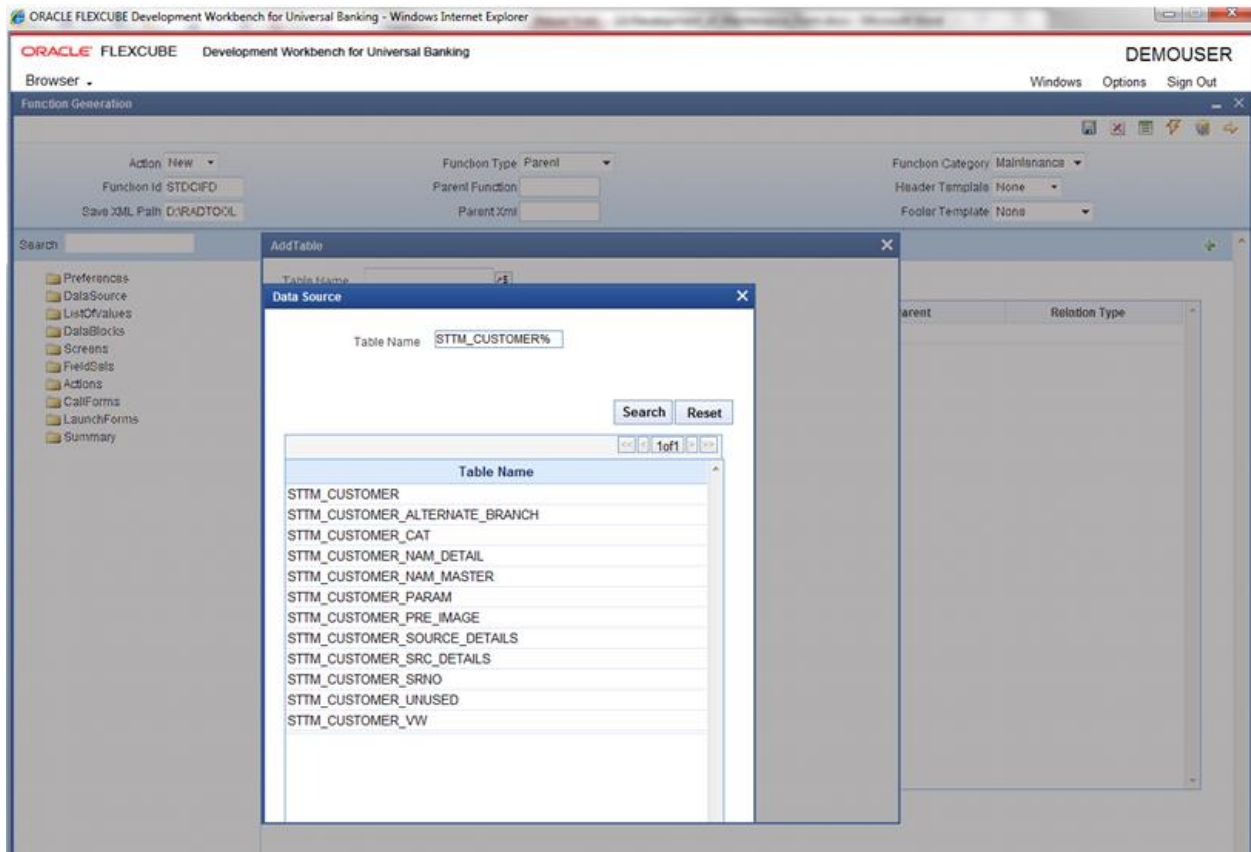 ORACLE FLEXCUBE Development Workbench for Universal Banking - Windows Internet Explorer
ORACLE FLEXCUBE Development Workbench for Universal Banking DEMOUSER
Browser Windows Options Sign Out
Function Generation
Action New Function Type Parent Function Category Maintenance
Function Id STDCIFD Parent Function Header Template None
Save XML Path D:\RADTOOL Parent Xml Footer Template None
Search AddTable
Preferences Table Name
DataSource Data Source
ListOfValues arent Relation Type
DataBlocks Table Name STTM_CUSTOMER%
Screens
FieldSets
Actions
CallForms Search Reset
LaunchForms
Summary << < 1of1 > >>
Table Name
STTM_CUSTOMER
STTM_CUSTOMER_ALTERNATE_BRANCH
STTM_CUSTOMER_CAT
STTM_CUSTOMER_NAM_DETAIL
STTM_CUSTOMER_NAM_MASTER
STTM_CUSTOMER_PARAM
STTM_CUSTOMER_PRE_IMAGE
STTM_CUSTOMER_SOURCE_DETAILS
STTM_CUSTOMER_SRC_DETAILS
STTM_CUSTOMER_SRNO
STTM_CUSTOMER_UNUSED
STTM_CUSTOMER_VW